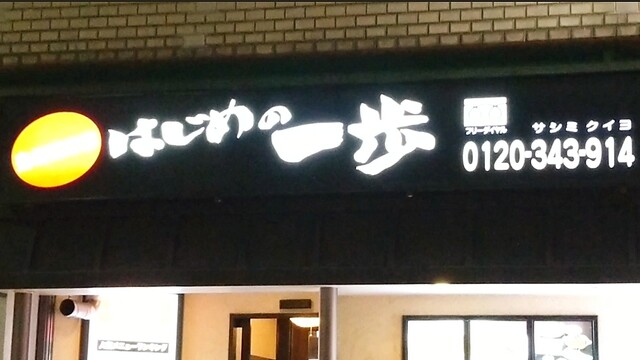 はじめの一歩
フリーダイヤル
サシミクイヨ
0120-343-914